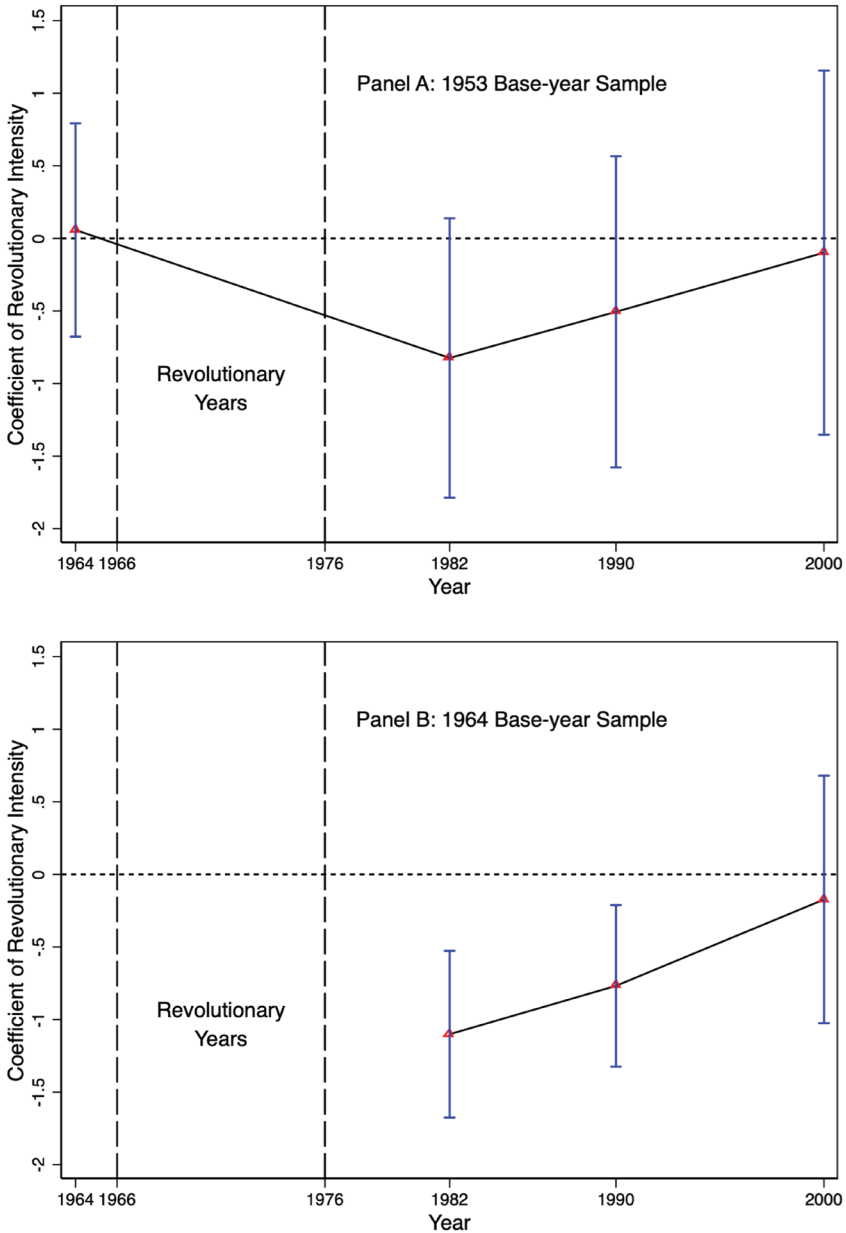 Coefficient of Revolutionary Intensity
1.5
1
.5
0
-.5
-1
-1.5
-2
Panel A: 1953 Base-year Sample
Revolutionary
Years
1964 1966 1976 1982 1990 2000
Year
Coefficient of Revolutionary Intensity
1.5
1
.5
0
-.5
-1
-1.5
-2
Panel B: 1964 Base-year Sample
Revolutionary
Years
1964 1966 1976 1982 1990 2000
Year